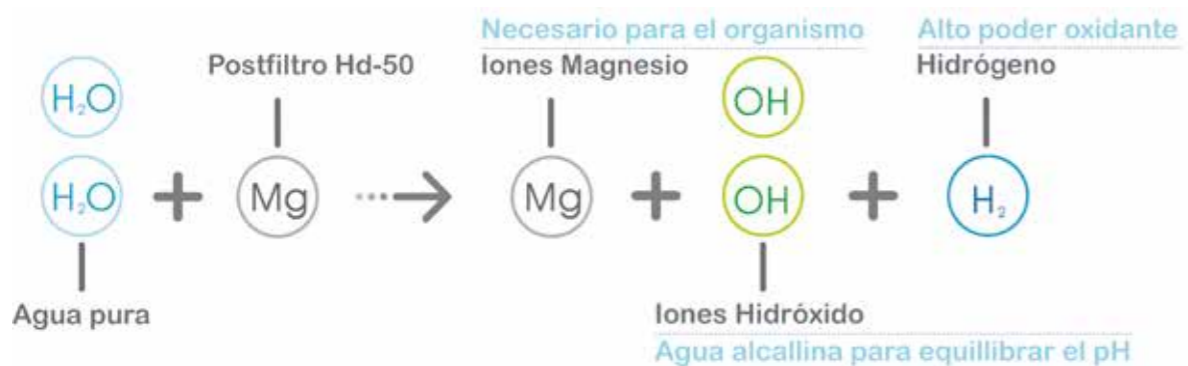 Necesario para el organismo
Alto poder oxidante
Postfiltro Hd-50
Iones Magnesio
Hidrógeno
H₂O
OH
H₂O
+
Mg
Mg
+
OH
+
H₂
Agua pura
Iones Hidróxido
Agua alcallina para equillibrar el pH